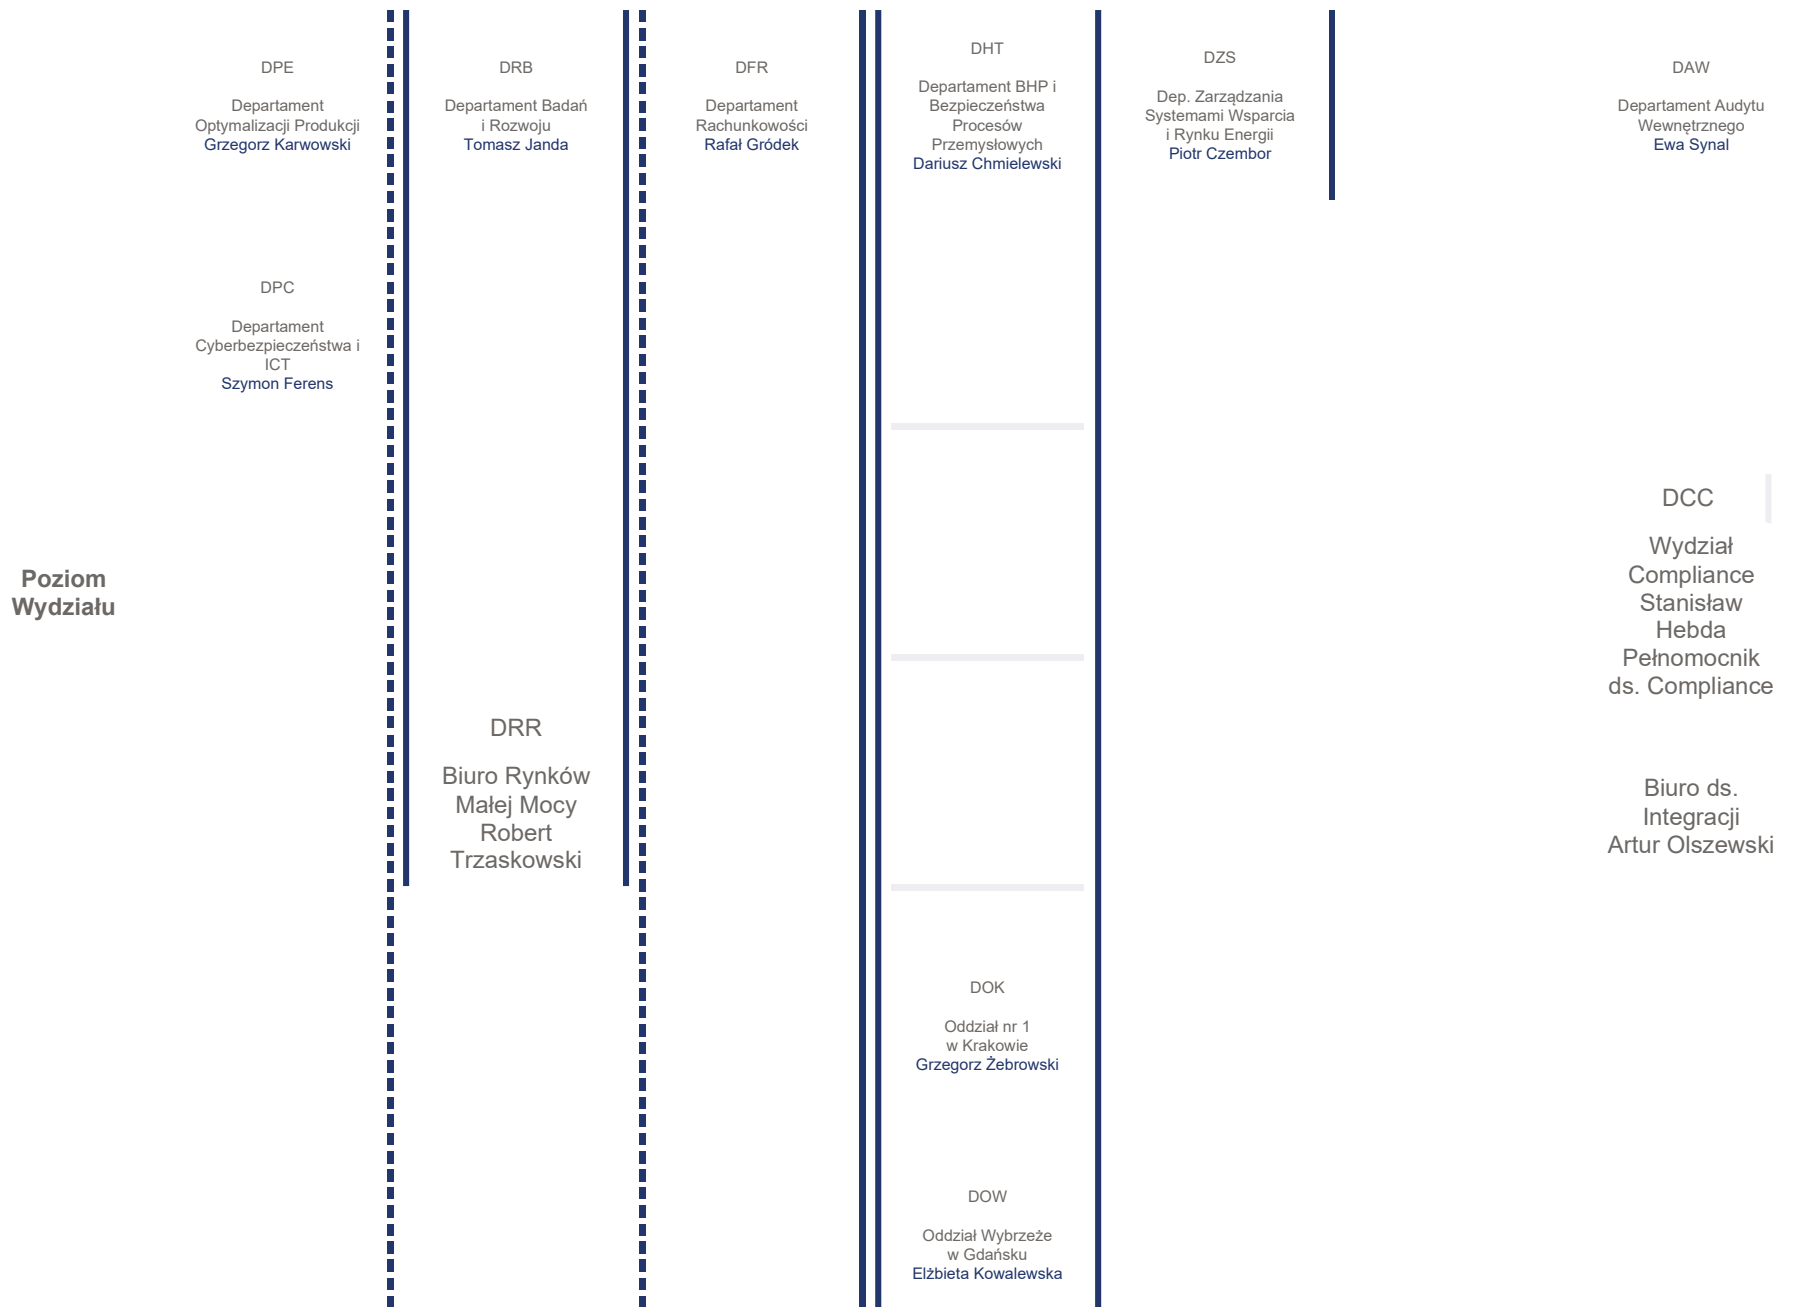 DPE
Departament
Optymalizacji Produkcji
Grzegorz Karwowski
DRB
Departament Badań
i Rozwoju
Tomasz Janda
DFR
Departament
Rachunkowości
Rafał Gródek
DHT
Departament BHP i
Bezpieczeństwa
Procesów
Przemysłowych
Dariusz Chmielewski
DZS
Dep. Zarządzania
Systemami Wsparcia
i Rynku Energii
Piotr Czembor
DAW
Departament Audytu
Wewnętrznego
Ewa Synal
DPC
Departament
Cyberbezpieczeństwa i
ICT
Szymon Ferens
Poziom
Wydziału
DCC
Wydział
Compliance
Stanisław
Hebda
Pełnomocnik
ds. Compliance
DRR
Biuro Rynków
Małej Mocy
Robert
Trzaskowski
Biuro ds.
Integracji
Artur Olszewski
DOK
Oddział nr 1
w Krakowie
Grzegorz Żebrowski
DOW
Oddział Wybrzeże
w Gdańsku
Elżbieta Kowalewska